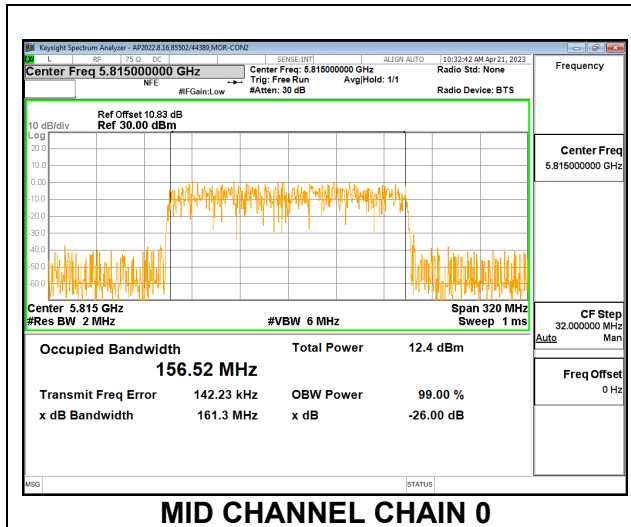 Keysight Spectrum Analyzer - AP2022.8.16,85502/44389,MOR-CON2
L RF 75 Ω DC SENSE:INT ALIGN AUTO 10:32:42 AM Apr 21, 2023
Center Freq 5.815000000 GHz Center Freq: 5.815000000 GHz Radio Std: None
NFE Trig: Free Run Avg|Hold: 1/1
#IFGain:Low #Atten: 30 dB Radio Device: BTS
Frequency
Ref Offset 10.83 dB
10 dB/div Ref 30.00 dBm
Log
20.0
10.0
0.00
-10.0
-20.0
-30.0
-40.0
-50.0
-60.0
Center 5.815 GHz Span 320 MHz
#Res BW 2 MHz #VBW 6 MHz Sweep 1 ms
Center Freq
5.815000000 GHz
CF Step
32.000000 MHz
Auto Man
Freq Offset
0 Hz
Occupied Bandwidth Total Power 12.4 dBm
156.52 MHz
Transmit Freq Error 142.23 kHz OBW Power 99.00 %
x dB Bandwidth 161.3 MHz x dB -26.00 dB
MSG STATUS
MID CHANNEL CHAIN 0